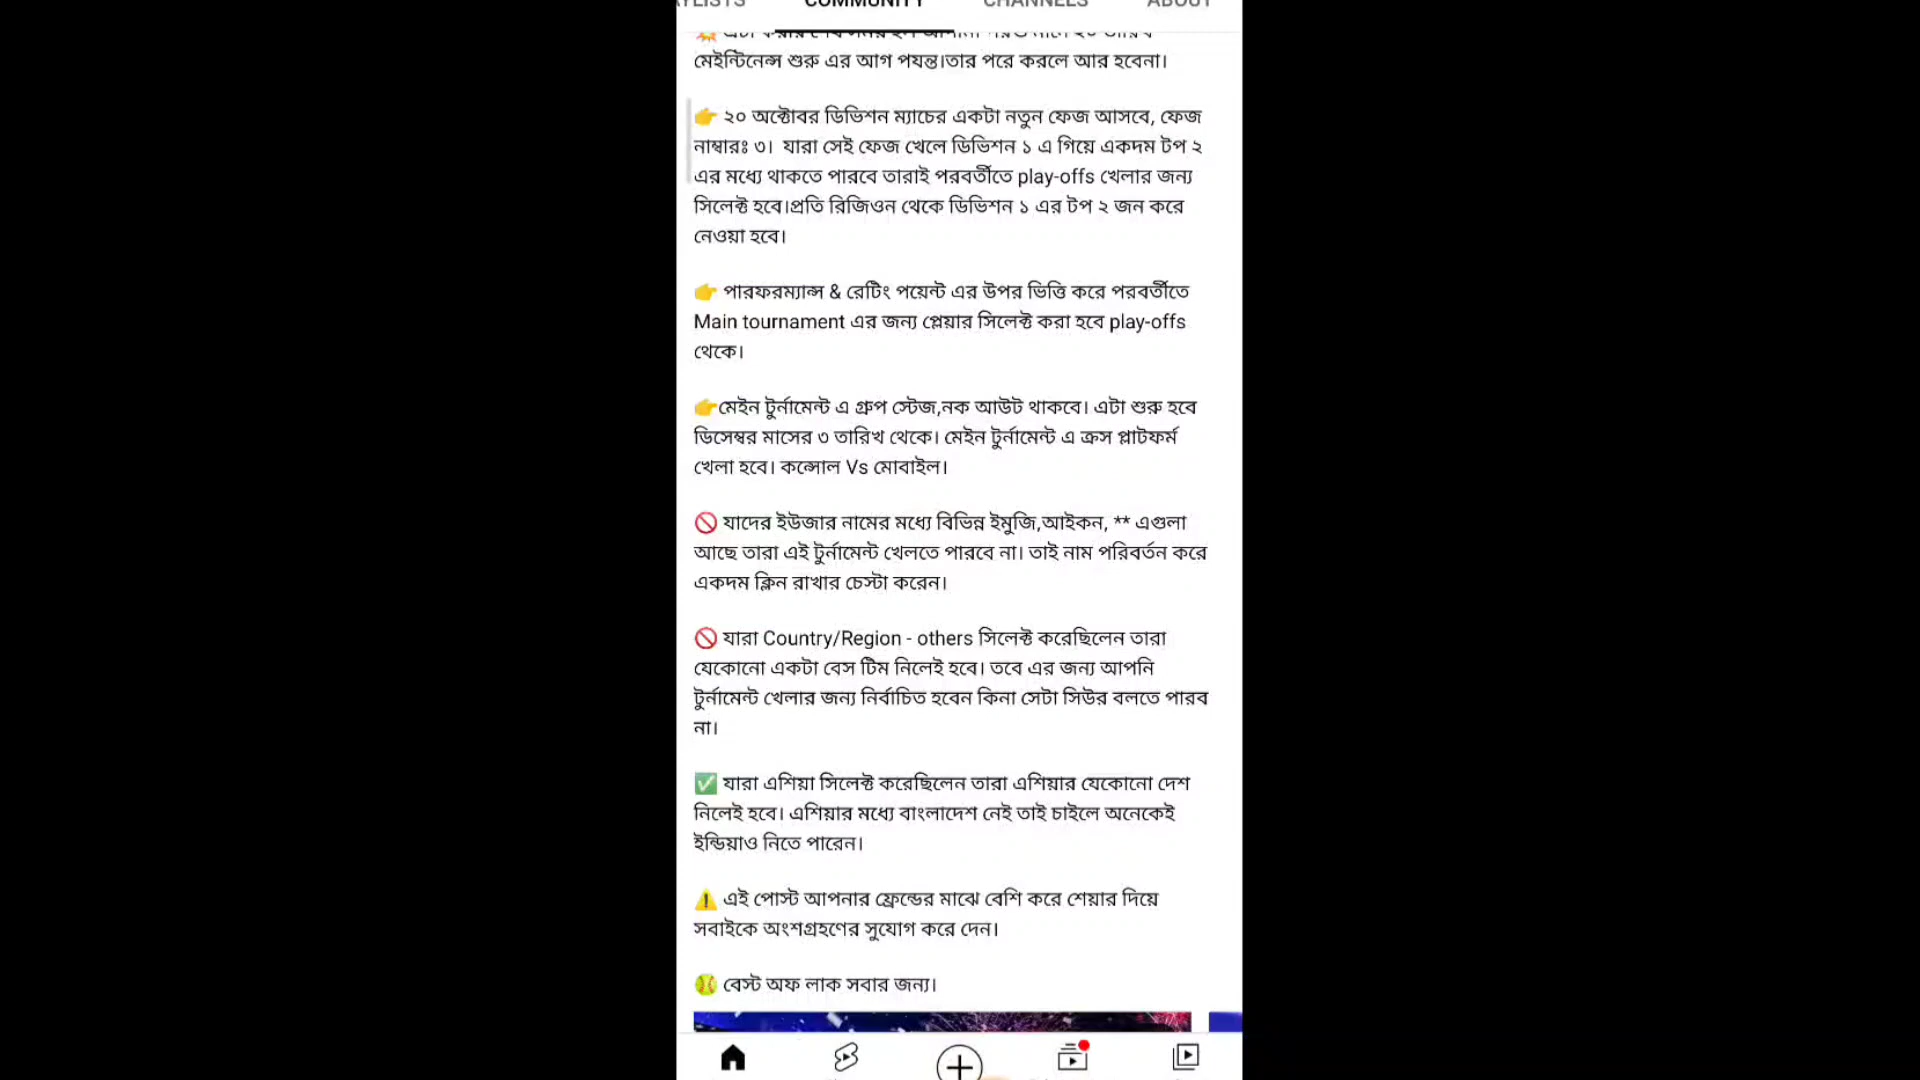 COMMUNITY
CHANNELS
ABOUT
মেইন্টিনেন্স শুরু এর আগ পযন্ত।তার পরে করলে আর হবেনা।
👉 ২০ অক্টোবর ডিভিশন ম্যাচের একটা নতুন ফেজ আসবে, ফেজ
নাম্বারঃ ৩। যারা সেই ফেজ খেলে ডিভিশন ১ এ গিয়ে একদম টপ ২
এর মধ্যে থাকতে পারবে তারাই পরবর্তীতে play-offs খেলার জন্য
সিলেক্ট হবে।প্রতি রিজিওন থেকে ডিভিশন ১ এর টপ ২ জন করে
নেওয়া হবে।
👉 পারফরম্যান্স & রেটিং পয়েন্ট এর উপর ভিত্তি করে পরবর্তীতে
Main tournament এর জন্য প্লেয়ার সিলেক্ট করা হবে play-offs
থেকে।
👉মেইন টুর্নামেন্ট এ গ্রুপ স্টেজ,নক আউট থাকবে। এটা শুরু হবে
ডিসেম্বর মাসের ৩ তারিখ থেকে। মেইন টুর্নামেন্ট এ ক্রস প্লাটফর্ম
খেলা হবে। কন্সোল Vs মোবাইল।
🚫 যাদের ইউজার নামের মধ্যে বিভিন্ন ইমুজি,আইকন, ** এগুলা
আছে তারা এই টুর্নামেন্ট খেলতে পারবে না। তাই নাম পরিবর্তন করে
একদম ক্লিন রাখার চেস্টা করেন।
🚫 যারা Country/Region - others সিলেক্ট করেছিলেন তারা
যেকোনো একটা বেস টিম নিলেই হবে। তবে এর জন্য আপনি
টুর্নামেন্ট খেলার জন্য নির্বাচিত হবেন কিনা সেটা সিউর বলতে পারব
না।
✅ যারা এশিয়া সিলেক্ট করেছিলেন তারা এশিয়ার যেকোনো দেশ
নিলেই হবে। এশিয়ার মধ্যে বাংলাদেশ নেই তাই চাইলে অনেকেই
ইন্ডিয়াও নিতে পারেন।
⚠️ এই পোস্ট আপনার ফ্রেন্ডের মাঝে বেশি করে শেয়ার দিয়ে
সবাইকে অংশগ্রহণের সুযোগ করে দেন।
🥎 বেস্ট অফ লাক সবার জন্য।